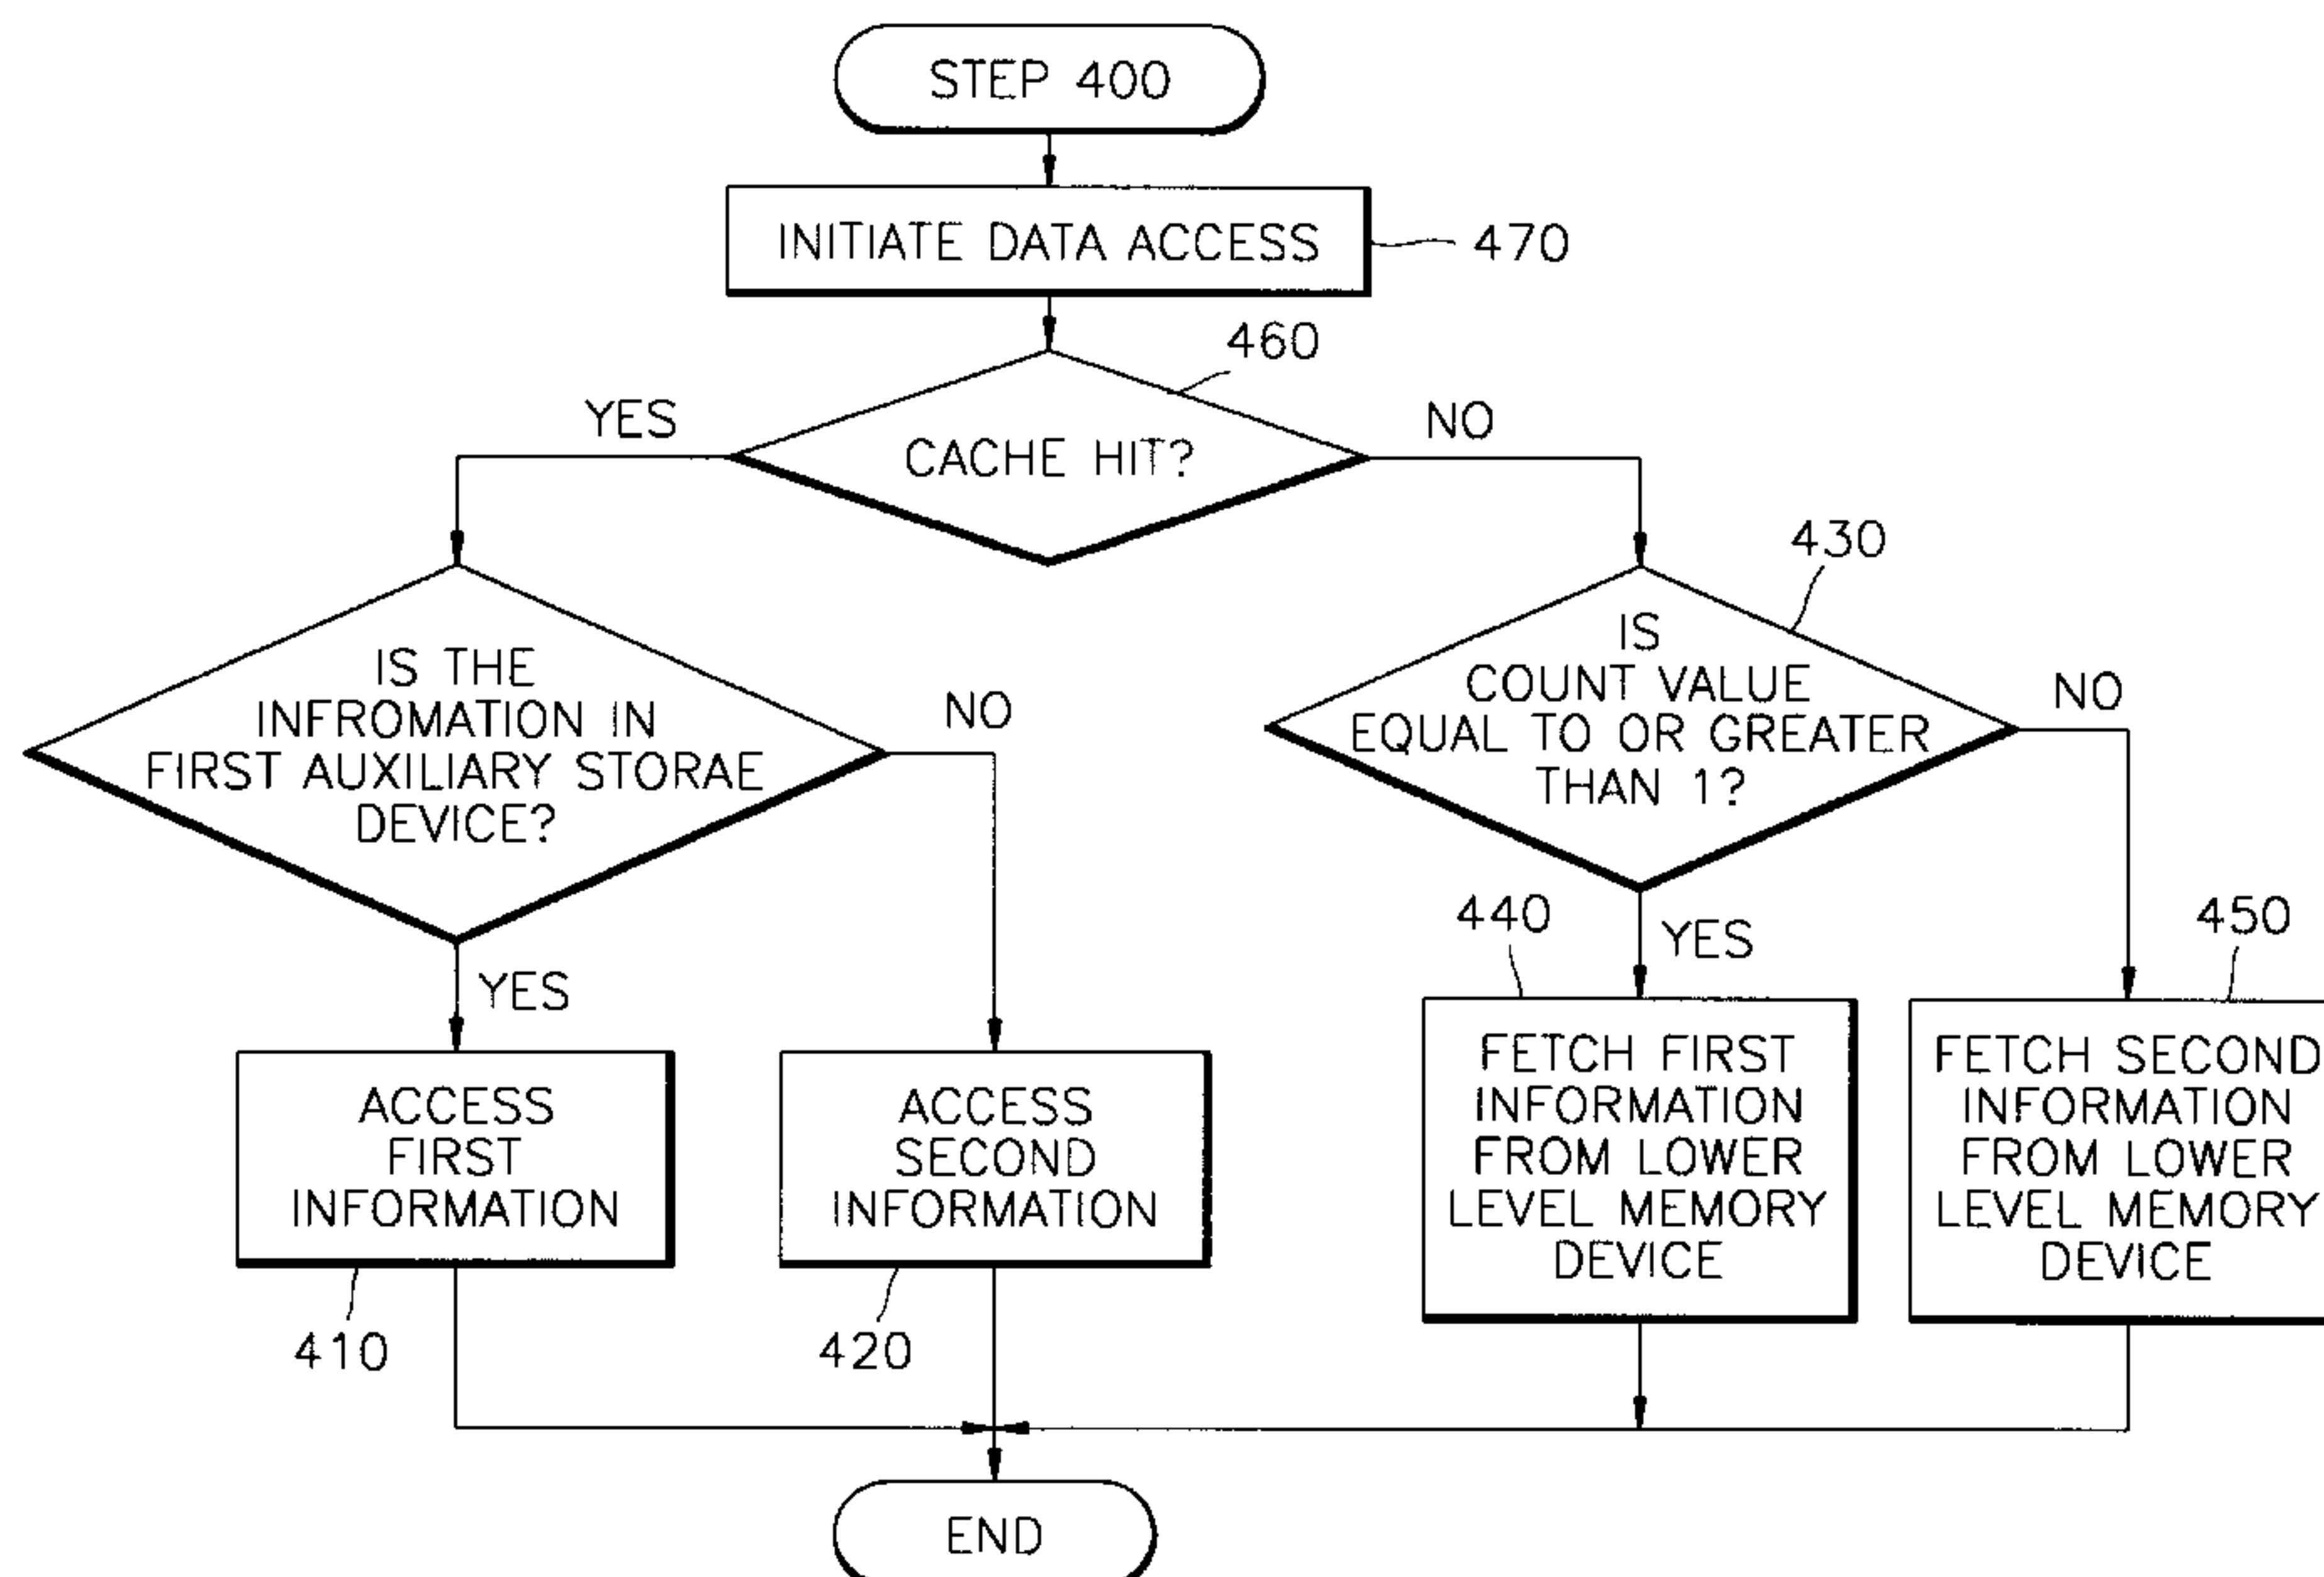 STEP 400
INITIATE DATA ACCESS
470
460
YES
NO
CACHE HIT?
430
IS THE
INFROMATION IN
FIRST AUXILIARY STORAE
DEVICE?
NO
YES
IS
COUNT VALUE
EQUAL TO OR GREATER
THAN 1?
NO
YES
440
450
ACCESS
FIRST
INFORMATION
410
ACCESS
SECOND
INFORMATION
420
FETCH FIRST
INFORMATION
FROM LOWER
LEVEL MEMORY
DEVICE
FETCH SECOND
INFORMATION
FROM LOWER
LEVEL MEMORY
DEVICE
END